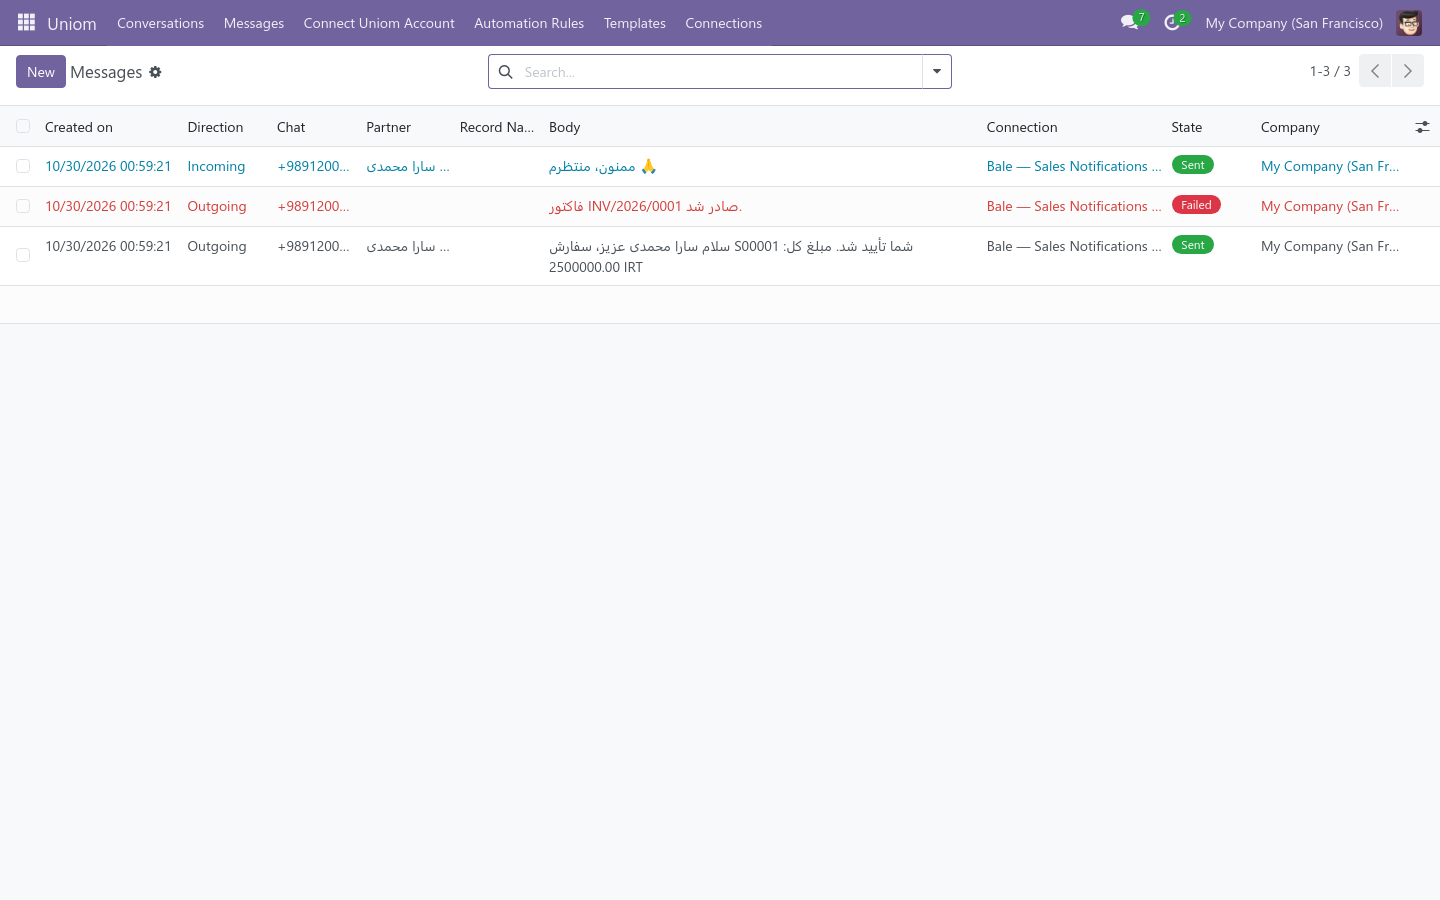 Uniom Conversations Messages Connect Uniom Account Automation Rules Templates Connections 7 2 My Company (San Francisco)
New Messages Search... 1-3 / 3
Created on Direction Chat Partner Record Na... Body Connection State Company
10/30/2026 00:59:21 Incoming +9891200... سارا محمدی ... ممنون، منتظرم 🙏 Bale — Sales Notifications ... Sent My Company (San Fr...
10/30/2026 00:59:21 Outgoing +9891200... فاکتور INV/2026/0001 صادر شد. Bale — Sales Notifications ... Failed My Company (San Fr...
10/30/2026 00:59:21 Outgoing +9891200... سارا محمدی ... سلام سارا محمدی عزیز، سفارش S00001 شما تأیید شد. مبلغ کل: Bale — Sales Notifications ... Sent My Company (San Fr...
2500000.00 IRT